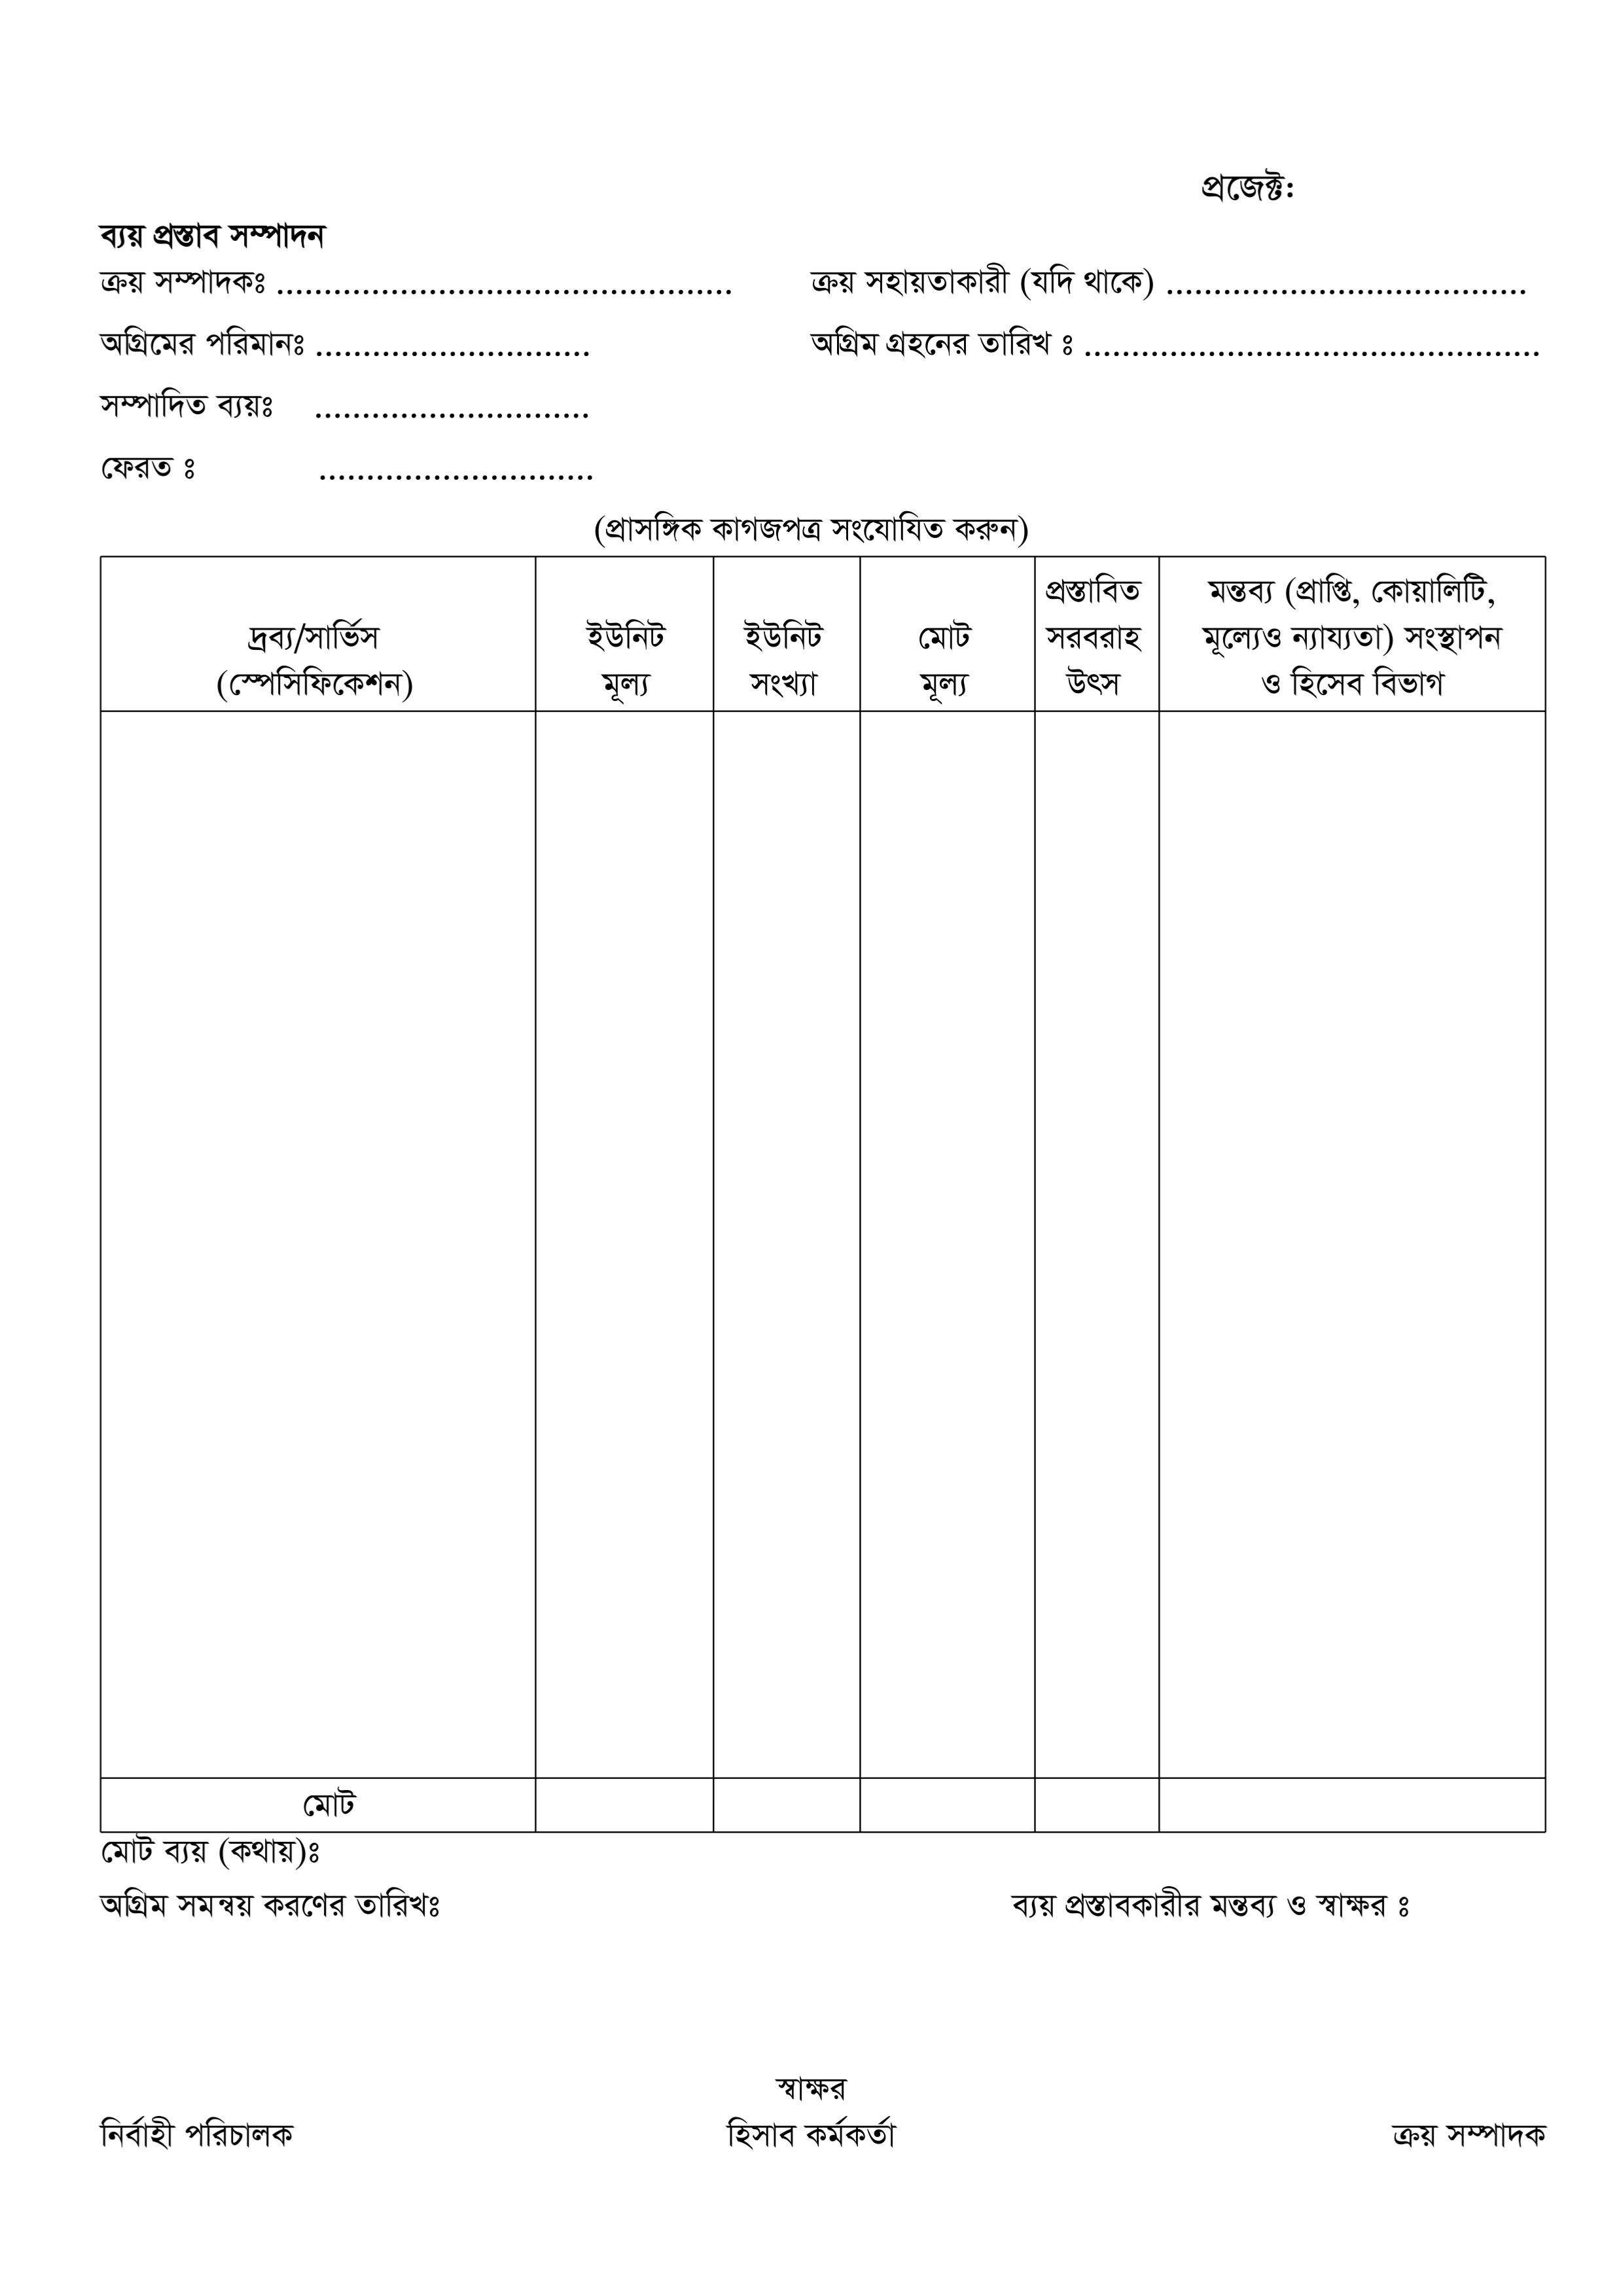 প্রজেক্ট:
ব্যয় প্রস্তাব সম্পাদন
ক্রয় সম্পাদকঃ ................................................ ক্রয় সহায়তাকারী (যদি থাকে) ......................................
অগ্রিমের পরিমানঃ ............................. অগ্রিম গ্রহনের তারিখ ঃ ................................................
সম্পাদিত ব্যয়ঃ .............................
ফেরত ঃ .............................
(প্রাসঙ্গিক কাগজপত্র সংযোযিত করুন)
দ্রব্য/সার্ভিস
(স্পেসিফিকেশন)
ইউনিট
মূল্য
ইউনিট
সংখ্যা
মোট
মূল্য
প্রস্তাবিত
সরবরাহ
উৎস
মন্তব্য (প্রাপ্তি, কোয়ালিটি,
মূল্যেও ন্যায্যতা) সংস্থাপন
ও হিসেব বিভাগ
মোট
মোট ব্যয় (কথায়)ঃ
অগ্রিম সমন্বয় করণের তারিখঃ ব্যয় প্রস্তাবকারীর মন্তব্য ও স্বাক্ষর ঃ
স্বাক্ষর
নির্বাহী পরিচালক হিসাব কর্মকর্তা ক্রয় সম্পাদক